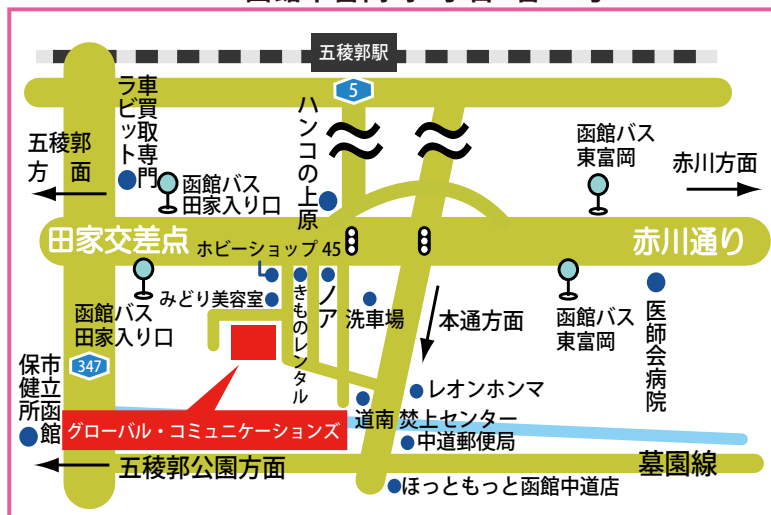 五稜郭駅
5
車買取専門
ラビット
ハンコの上原
五稜郭
方 面
函館バス
田家入り口
函館バス
東富岡
赤川方面
田家交差点
ホビーショップ 45
赤川通り
みどり美容室
きものレンタル
ノア
洗車場
本通方面
函館バス
田家入り口
函館バス
東富岡
医師会病院
347
市立函館
保健所
レオンホンマ
道南 焚上センター
グローバル・コミュニケーションズ
中道郵便局
五稜郭公園方面
墓園線
ほっともっと函館中道店